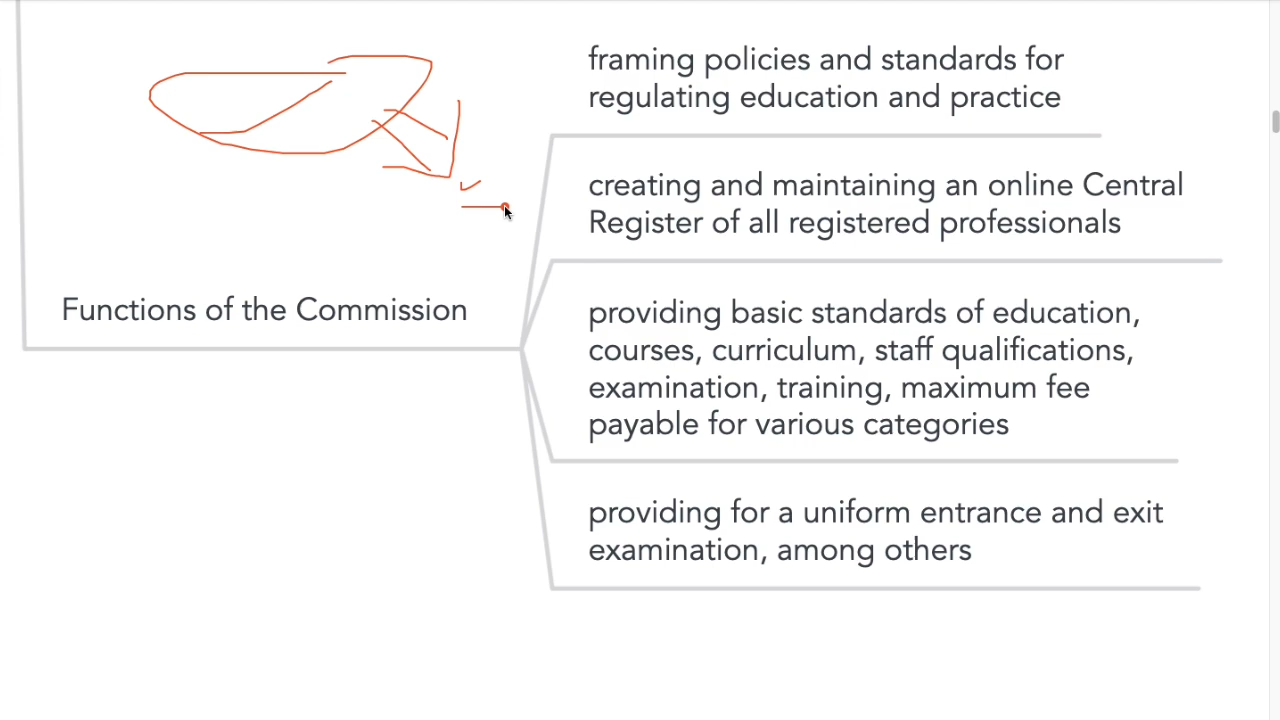 framing policies and standards for
regulating education and practice
creating and maintaining an online Central
Register of all registered professionals
Functions of the Commission
providing basic standards of education,
courses, curriculum, staff qualifications,
examination, training, maximum fee
payable for various categories
providing for a uniform entrance and exit
examination, among others